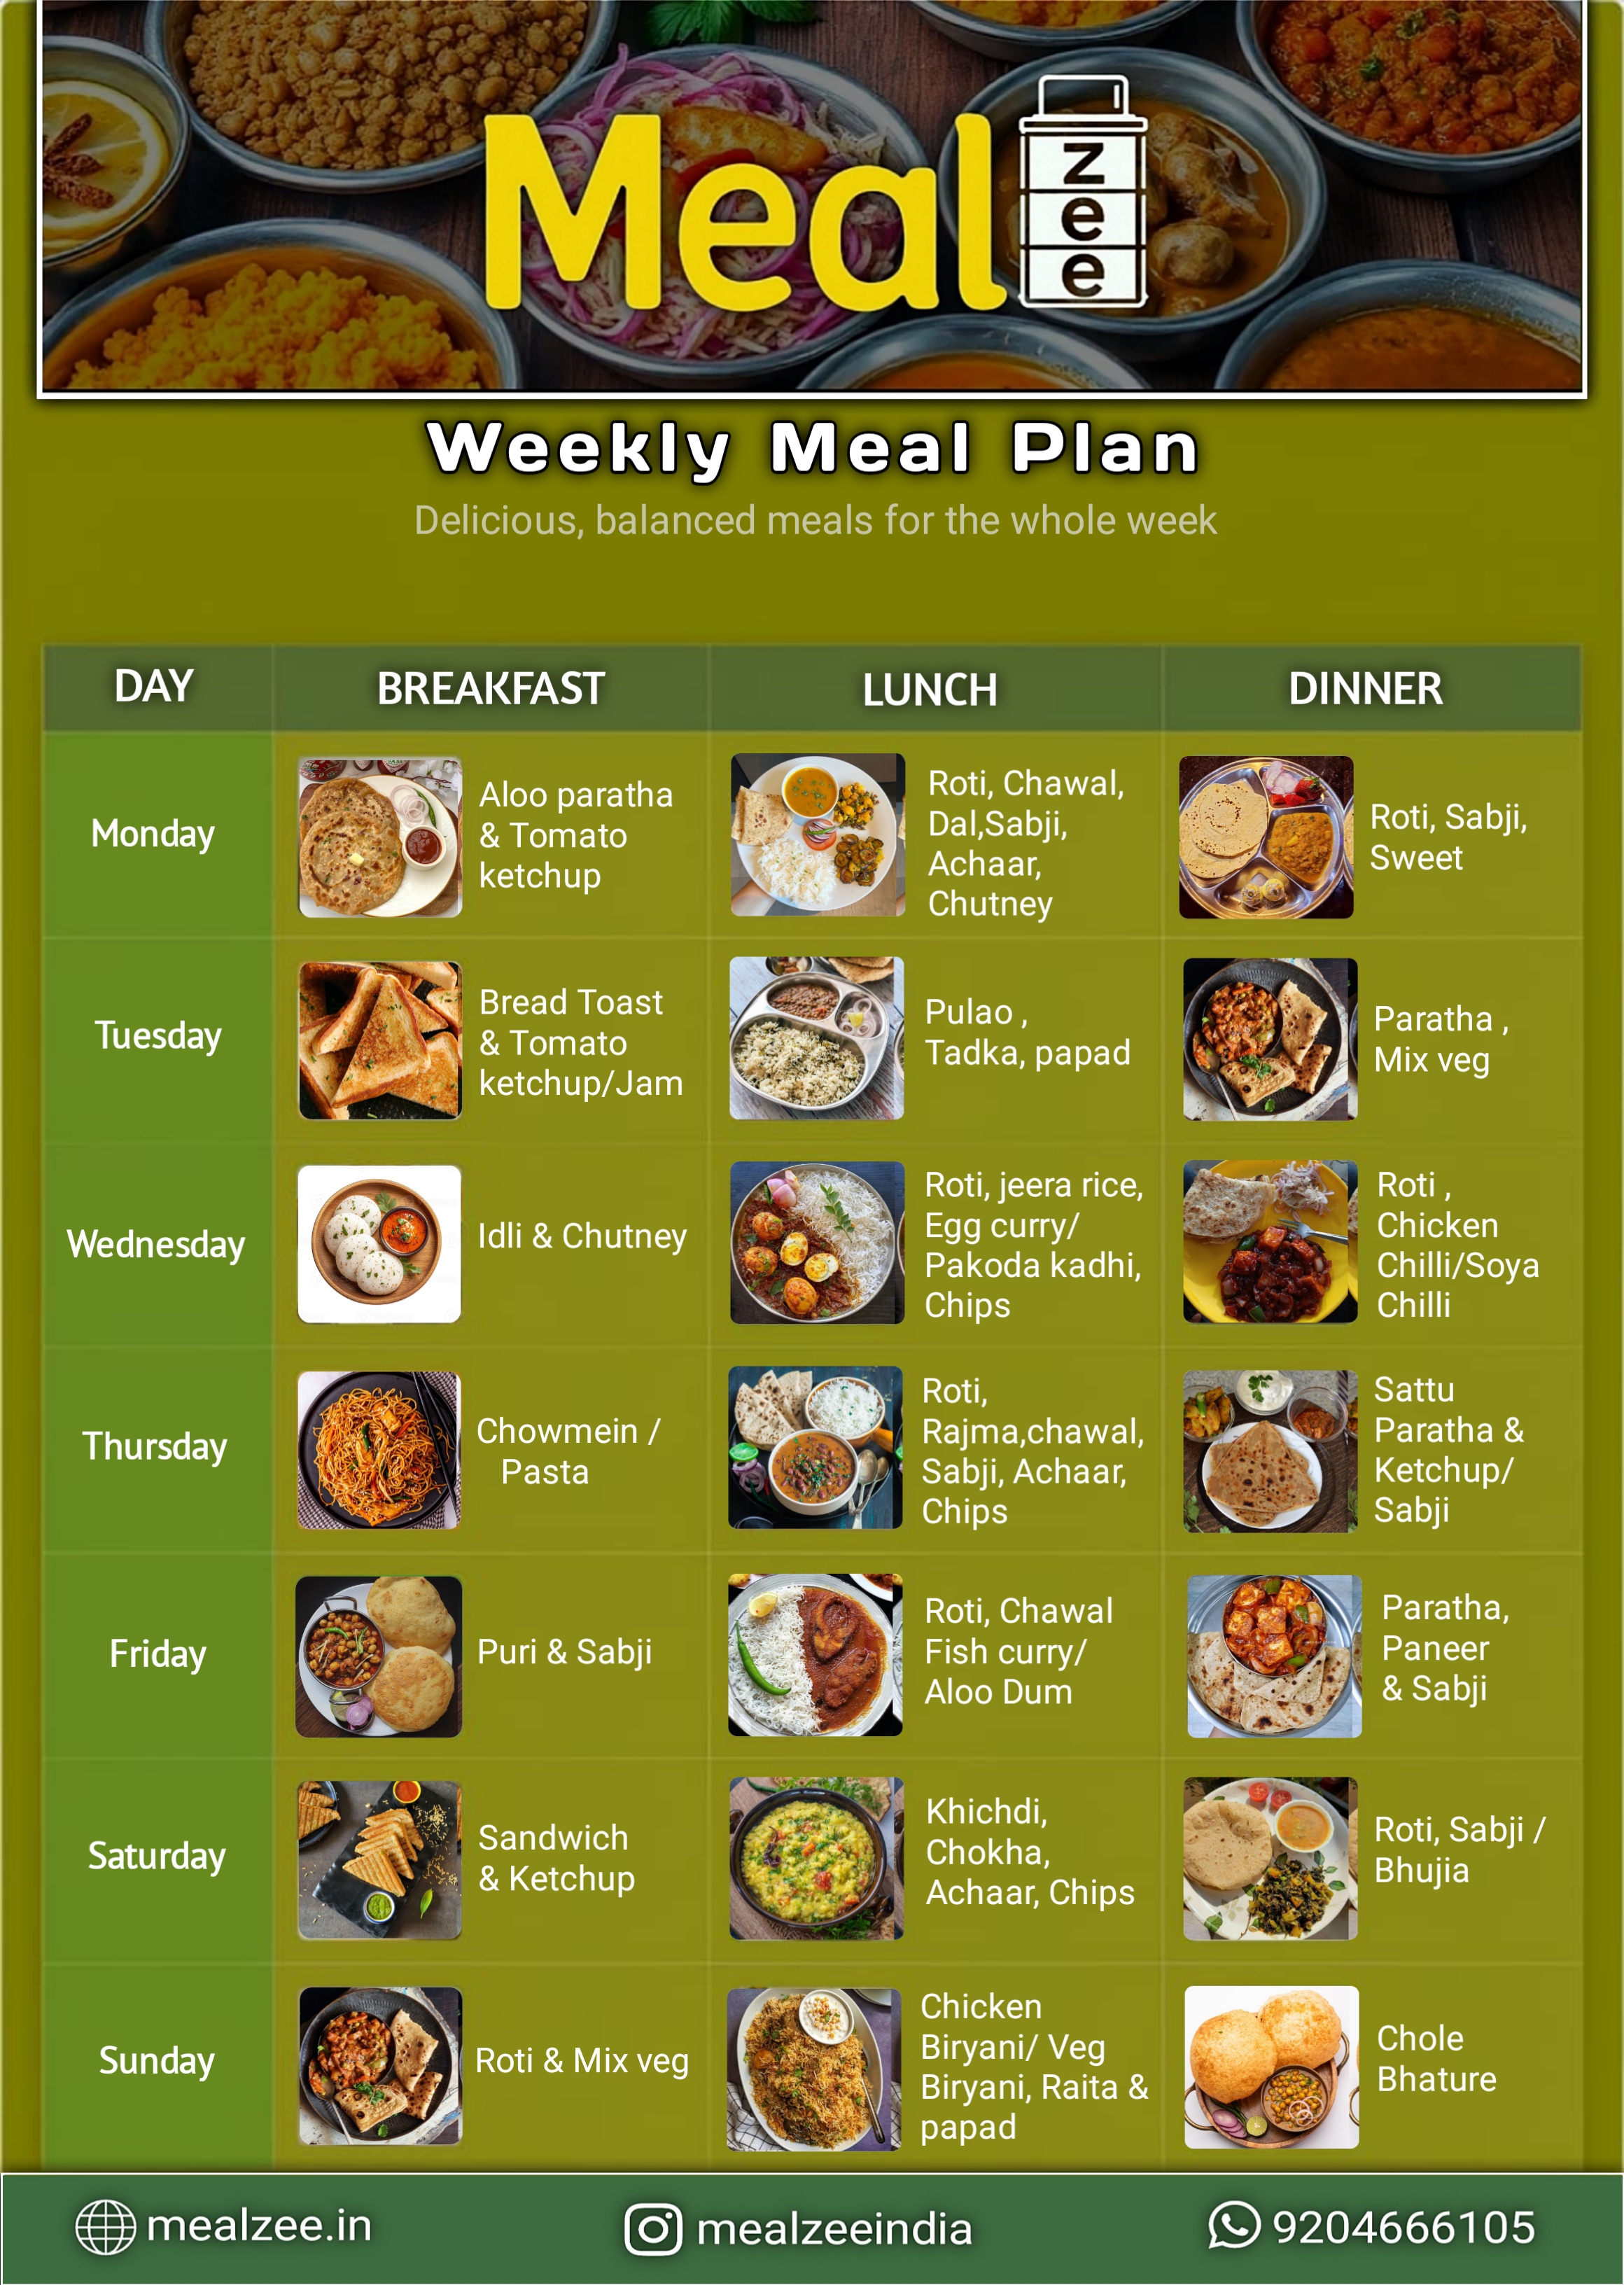 Meal
z
e
e
Weekly Meal Plan
Delicious, balanced meals for the whole week
DAY
BREAKFAST
LUNCH
DINNER
Monday
Aloo paratha
& Tomato
ketchup
Roti, Chawal,
Dal,Sabji,
Achaar,
Chutney
Roti, Sabji,
Sweet
Tuesday
Bread Toast
& Tomato
ketchup/Jam
Pulao ,
Tadka, papad
Paratha ,
Mix veg
Wednesday
Idli & Chutney
Roti, jeera rice,
Egg curry/
Pakoda kadhi,
Chips
Roti ,
Chicken
Chilli/Soya
Chilli
Thursday
Chowmein /
Pasta
Roti,
Rajma,chawal,
Sabji, Achaar,
Chips
Sattu
Paratha &
Ketchup/
Sabji
Friday
Puri & Sabji
Roti, Chawal
Fish curry/
Aloo Dum
Paratha,
Paneer
& Sabji
Saturday
Sandwich
& Ketchup
Khichdi,
Chokha,
Achaar, Chips
Roti, Sabji /
Bhujia
Sunday
Roti & Mix veg
Chicken
Biryani/ Veg
Biryani, Raita &
papad
Chole
Bhature
mealzee.in
mealzeeindia
9204666105